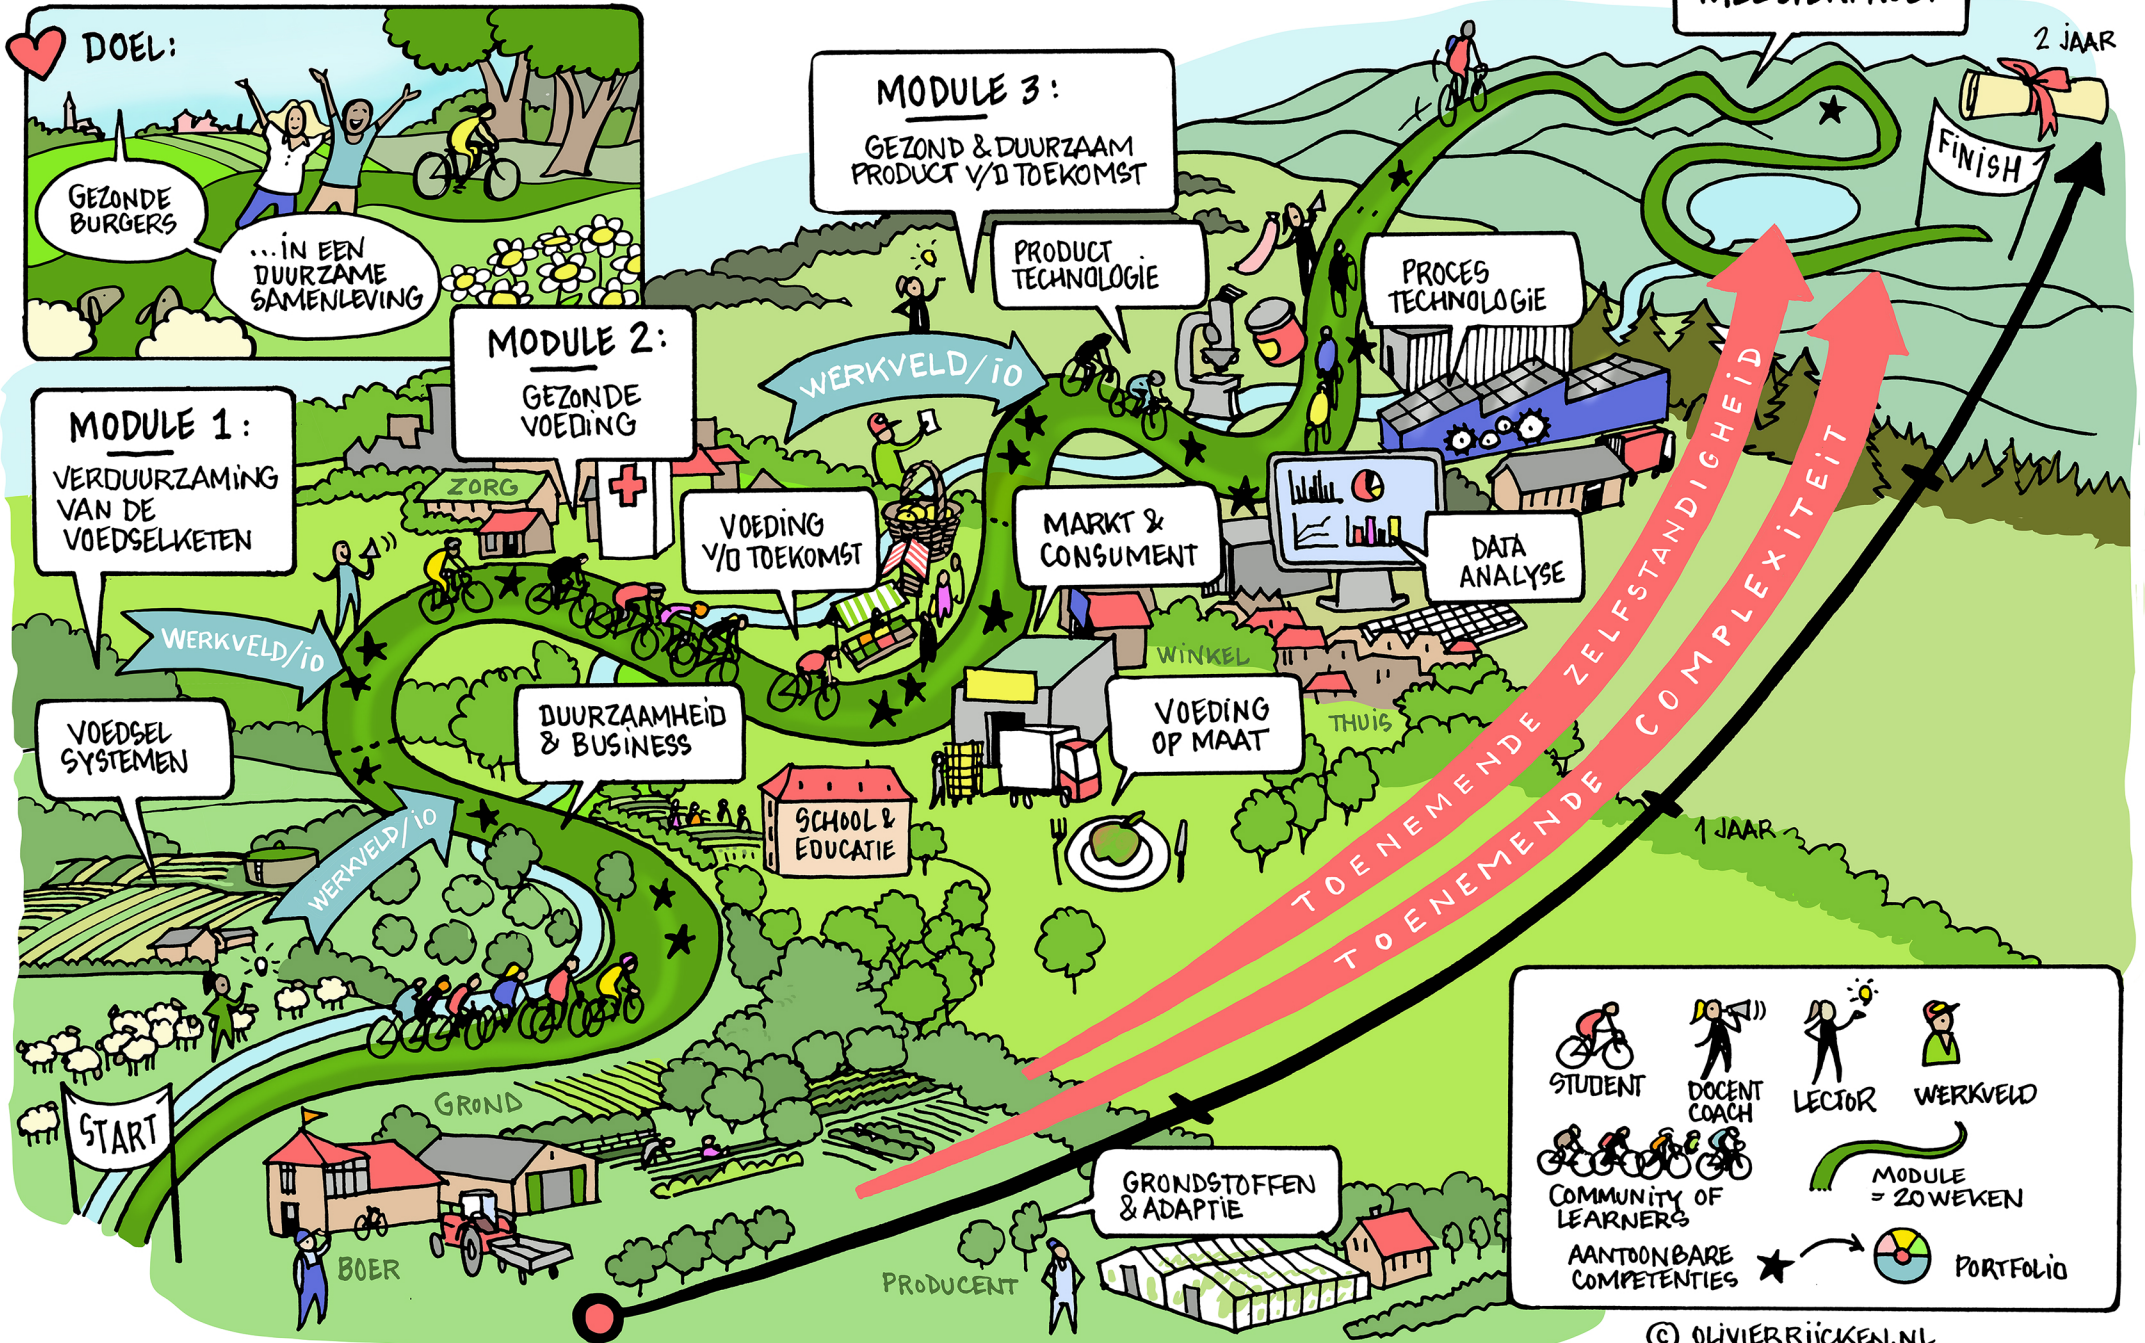 DOEL:
GEZONDE
BURGERS
...IN EEN
DUURZAME
SAMENLEVING
MODULE 1:
VERDUURZAMING
VAN DE
VOEDSELKETEN
MODULE 2:
GEZONDE
VOEDING
MODULE 3:
GEZOND & DUURZAAM
PRODUCT V/D TOEKOMST
PRODUCT
TECHNOLOGIE
PROCES
TECHNOLOGIE
2 JAAR
FINISH
WERKVELD/IO
ZORG
VOEDING
V/D TOEKOMST
MARKT &
CONSUMENT
DATA
ANALYSE
WERKVELD/IO
WINKEL
THUIS
VOEDSEL
SYSTEMEN
DUURZAAMHEID
& BUSINESS
VOEDING
OP MAAT
WERKVELD/IO
SCHOOL &
EDUCATIE
TOENEMENDE ZELFSTANDIGHEID
TOENEMENDE COMPLEXITEIT
1 JAAR
START
GROND
BOER
PRODUCENT
GRONDSTOFFEN
& ADAPTIE
STUDENT
DOCENT
COACH
LECTOR
WERKVELD
COMMUNITY OF
LEARNERS
MODULE
= 20 WEKEN
AANTOONBARE
COMPETENTIES
PORTFOLIO
© OLIVIERRIJCKEN.NL